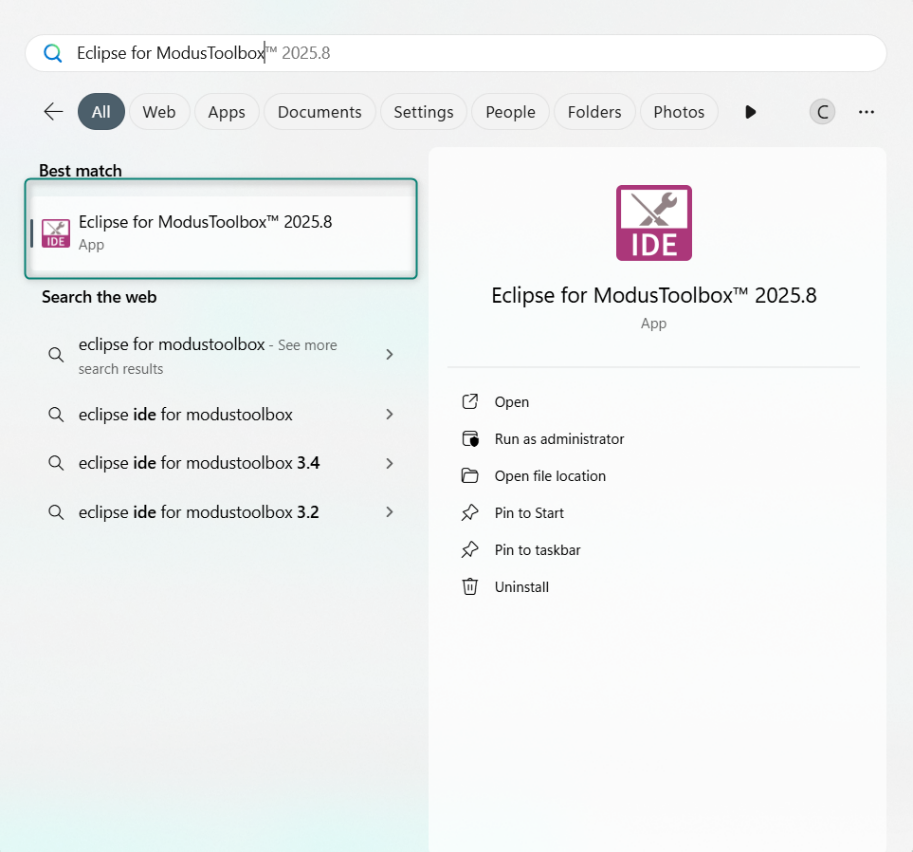 Eclipse for ModusToolbox™ 2025.8
All
Web
Apps
Documents
Settings
People
Folders
Photos
C
Best match
IDE
Eclipse for ModusToolbox™ 2025.8
App
Search the web
eclipse for modustoolbox - See more
search results
eclipse ide for modustoolbox
eclipse ide for modustoolbox 3.4
eclipse ide for modustoolbox 3.2
IDE
Eclipse for ModusToolbox™ 2025.8
App
Open
Run as administrator
Open file location
Pin to Start
Pin to taskbar
Uninstall